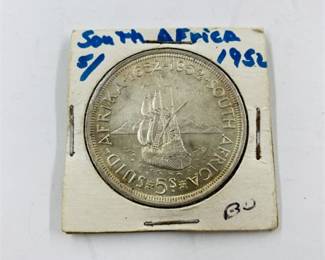 South Africa
5/ 1952
SUID-AFRIKA·1652-1952·SOUTH AFRICA
5s
BU